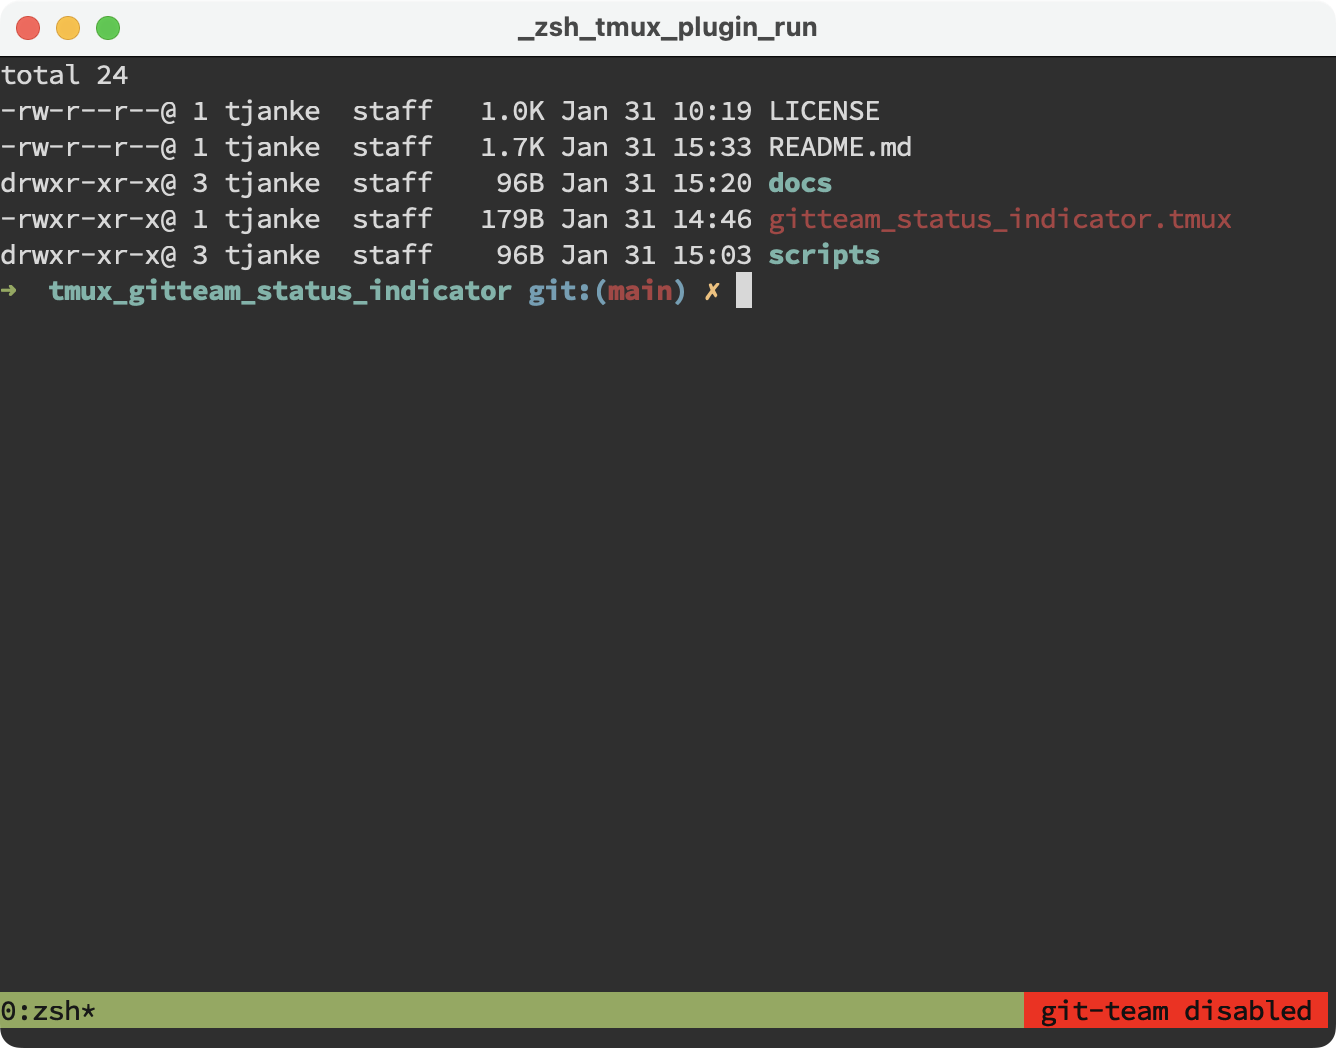 _zsh_tmux_plugin_run
total 24
-rw-r--r--@ 1 tjanke  staff   1.0K Jan 31 10:19 LICENSE
-rw-r--r--@ 1 tjanke  staff   1.7K Jan 31 15:33 README.md
drwxr-xr-x@ 3 tjanke  staff    96B Jan 31 15:20 docs
-rwxr-xr-x@ 1 tjanke  staff   179B Jan 31 14:46 gitteam_status_indicator.tmux
drwxr-xr-x@ 3 tjanke  staff    96B Jan 31 15:03 scripts
➜  tmux_gitteam_status_indicator git:(main) ✗
0:zsh* git-team disabled